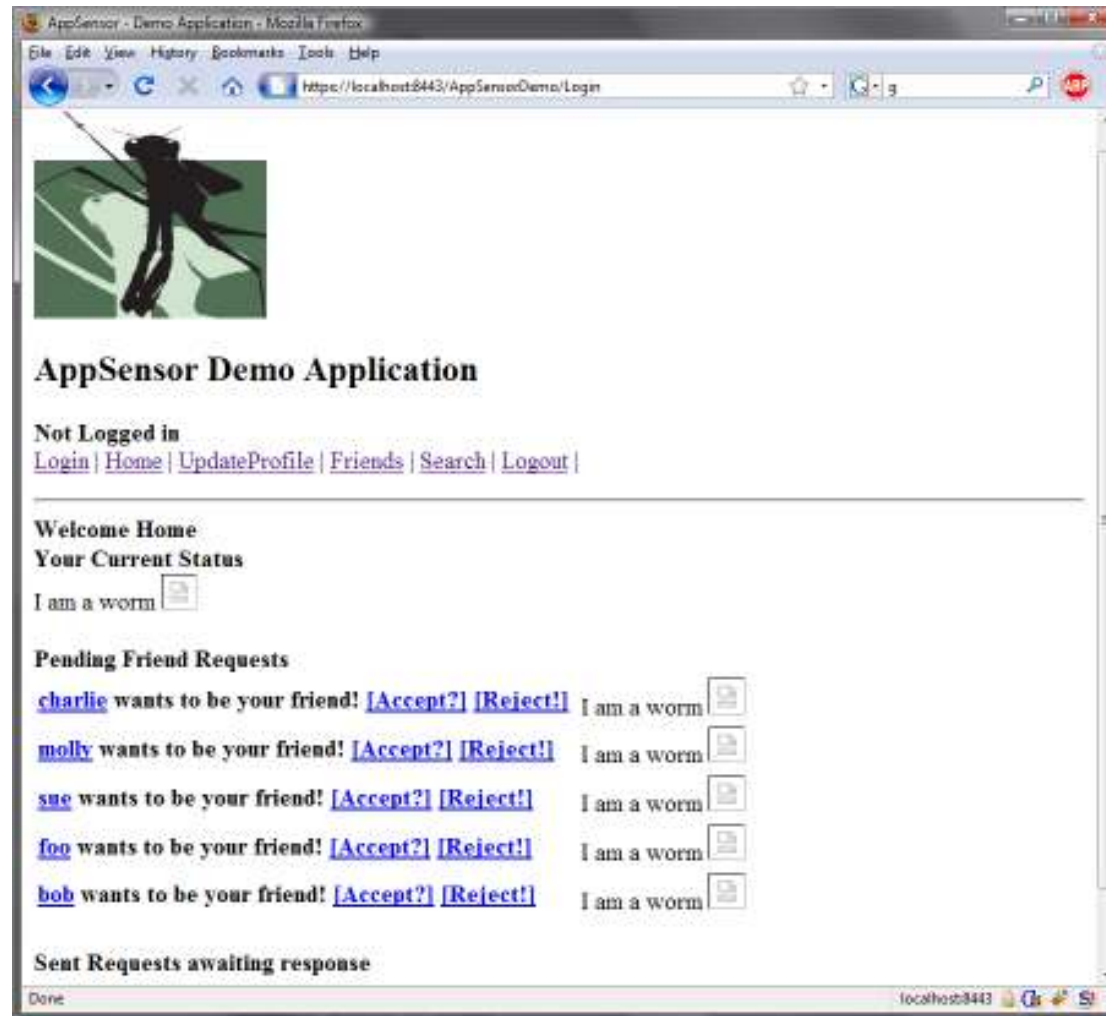 AppSensor - Demo Application - Mozilla Firefox
File Edit View History Bookmarks Tools Help
https://localhost:8443/AppSensorDemo/Login
g
ABP
AppSensor Demo Application
Not Logged in
Login | Home | UpdateProfile | Friends | Search | Logout |
Welcome Home
Your Current Status
I am a worm
Pending Friend Requests
charlie wants to be your friend! [Accept?] [Reject!] I am a worm
molly wants to be your friend! [Accept?] [Reject!] I am a worm
sue wants to be your friend! [Accept?] [Reject!] I am a worm
foo wants to be your friend! [Accept?] [Reject!] I am a worm
bob wants to be your friend! [Accept?] [Reject!] I am a worm
Sent Requests awaiting response
Done localhost:8443